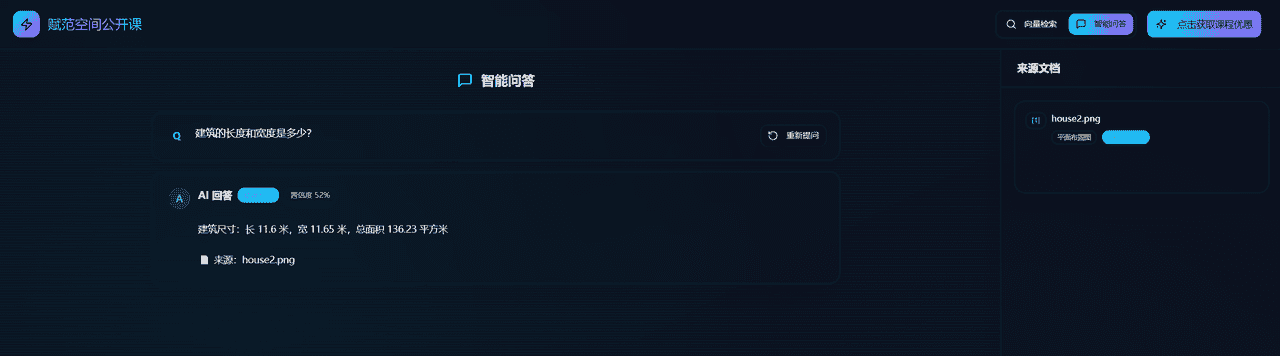 赋范空间公开课
向量检索
智能问答
点击获取课程优惠
智能问答
Q 建筑的长度和宽度是多少?
重新提问
A AI 回答
置信度 52%
建筑尺寸：长 11.6 米，宽 11.65 米，总面积 136.23 平方米
来源：house2.png
来源文档
[1] house2.png
平面布置图